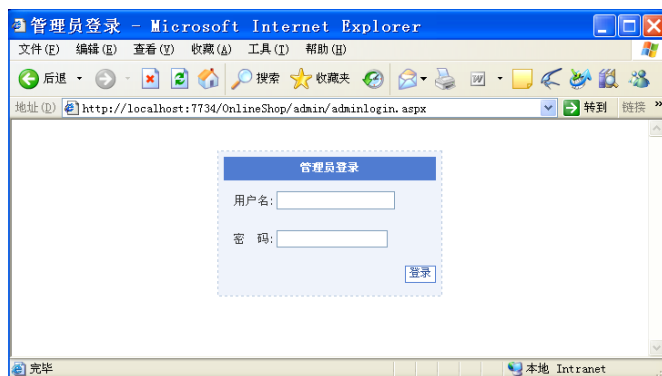 管理员登录 - Microsoft Internet Explorer
文件(F) 编辑(E) 查看(V) 收藏(A) 工具(T) 帮助(H)
后退 搜索 收藏夹 W
地址(D) http://localhost:7734/OnlineShop/admin/adminlogin.aspx 转到 链接 »
管理员登录
用户名:
密 码:
登录
完毕 本地 Intranet